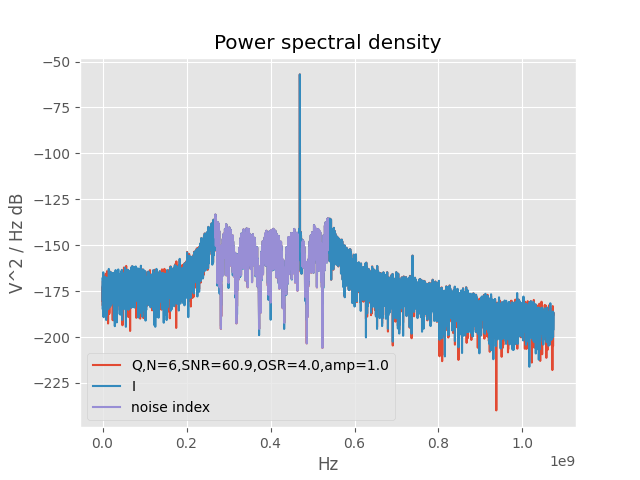 Power spectral density
V^2 / Hz dB
−50
−75
−100
−125
−150
−175
−200
−225
Q,N=6,SNR=60.9,OSR=4.0,amp=1.0
I
noise index
0.0 0.2 0.4 0.6 0.8 1.0
1e9
Hz